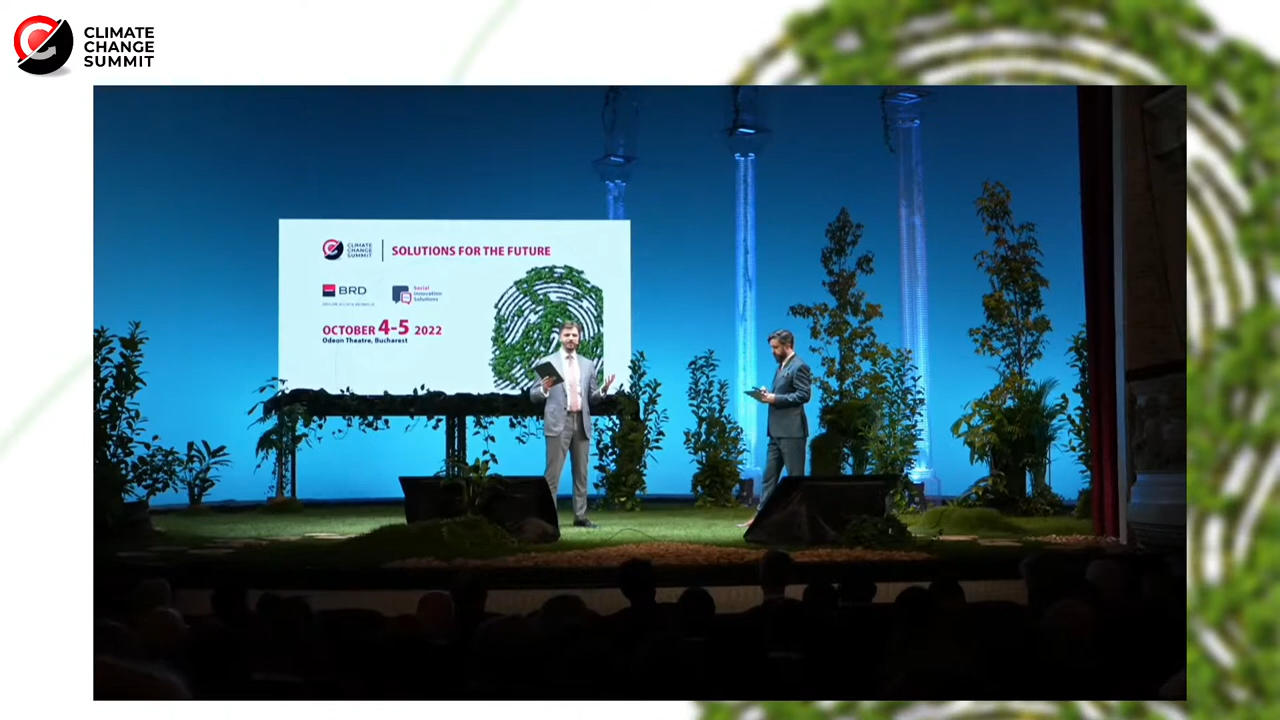 CLIMATE
CHANGE
SUMMIT
CLIMATE
CHANGE
SUMMIT
SOLUTIONS FOR THE FUTURE
BRD
Social
Innovation
Solutions
OCTOBER 4-5 2022
Odeon Theatre, Bucharest